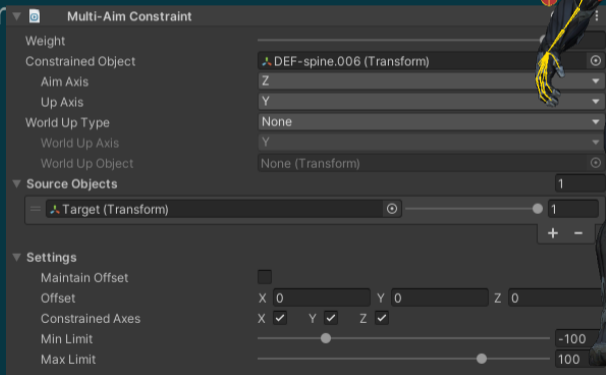 Multi-Aim Constraint
Weight
Constrained Object DEF-spine.006 (Transform)
Aim Axis Z
Up Axis Y
World Up Type None
World Up Axis Y
World Up Object None (Transform)
Source Objects 1
Target (Transform) 1
+ −
Settings
Maintain Offset
Offset X 0 Y 0 Z 0
Constrained Axes X Y Z
Min Limit -100
Max Limit 100